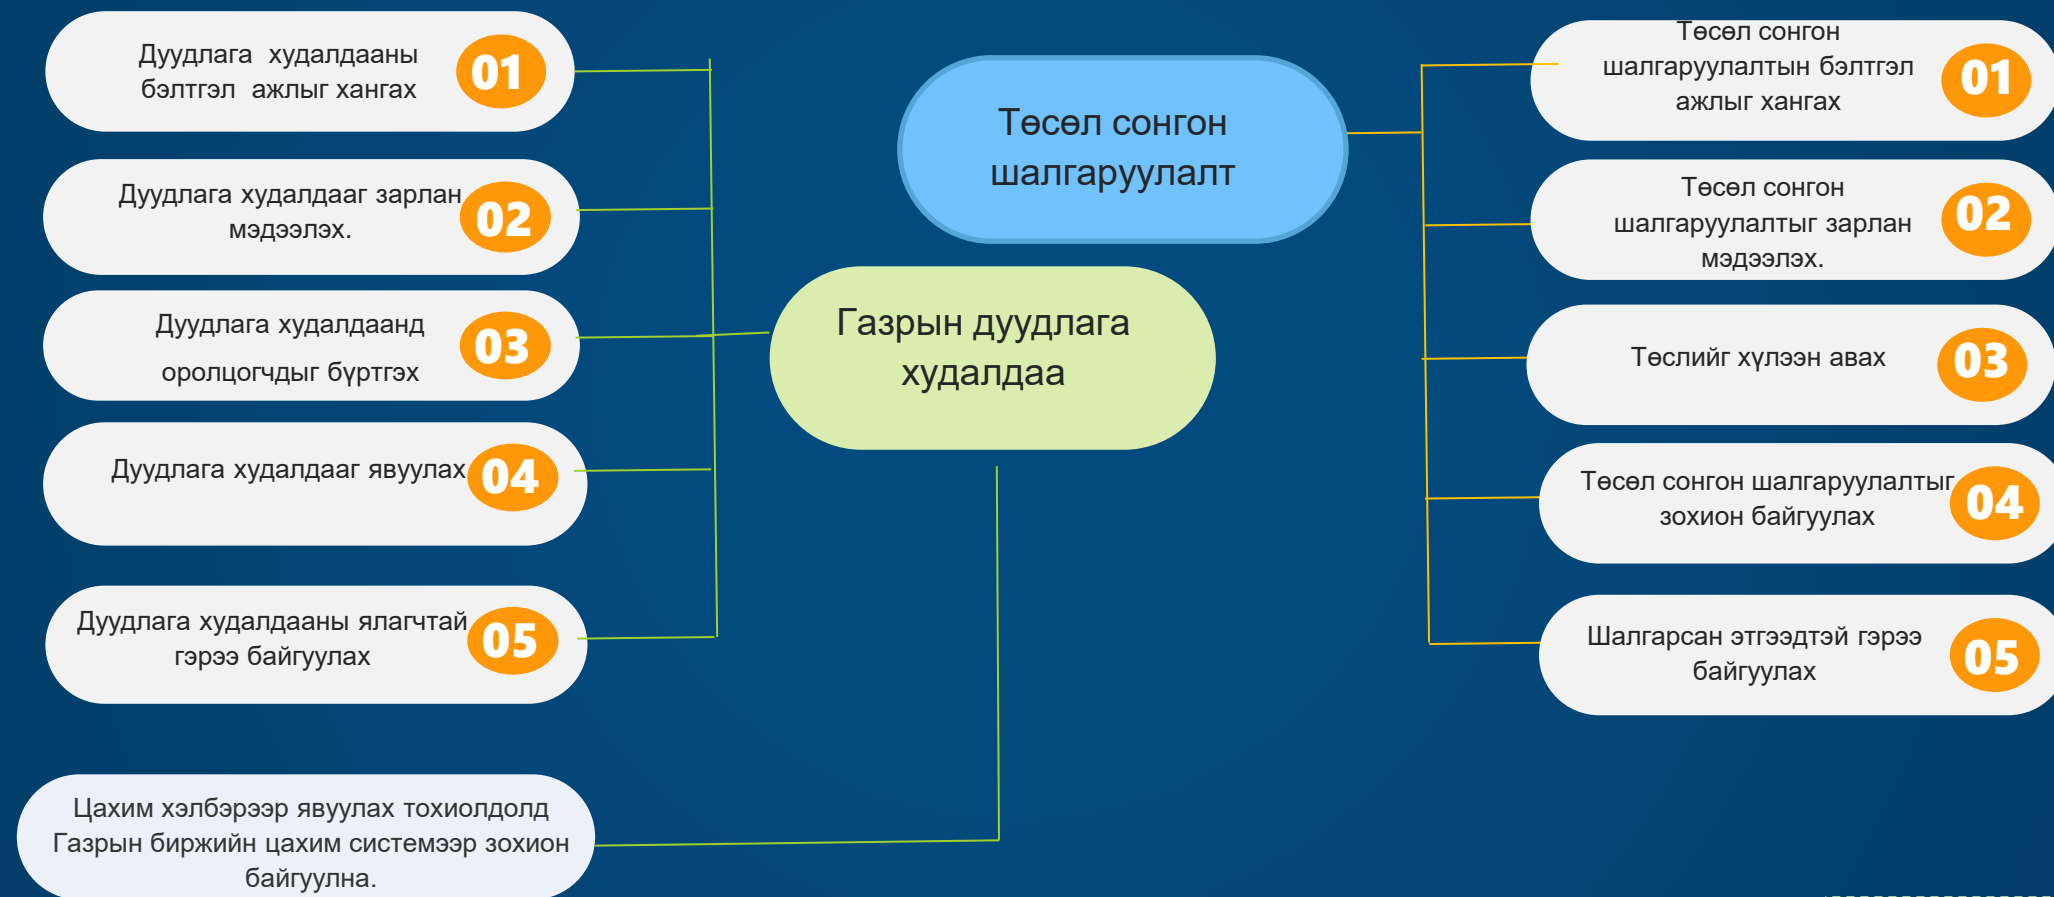 Дуудлага худалдааны
бэлтгэл ажлыг хангах
01
Дуудлага худалдааг зарлан
мэдээлэх.
02
Дуудлага худалдаанд
оролцогчдыг бүртгэх
03
Дуудлага худалдааг явуулах
04
Дуудлага худалдааны ялагчтай
гэрээ байгуулах
05
Цахим хэлбэрээр явуулах тохиолдолд
Газрын биржийн цахим системээр зохион
байгуулна.
Төсөл сонгон
шалгаруулалт
Газрын дуудлага
худалдаа
Төсөл сонгон
шалгаруулалтын бэлтгэл
ажлыг хангах
01
Төсөл сонгон
шалгаруулалтыг зарлан
мэдээлэх.
02
Төслийг хүлээн авах
03
Төсөл сонгон шалгаруулалтыг
зохион байгуулах
04
Шалгарсан этгээдтэй гэрээ
байгуулах
05